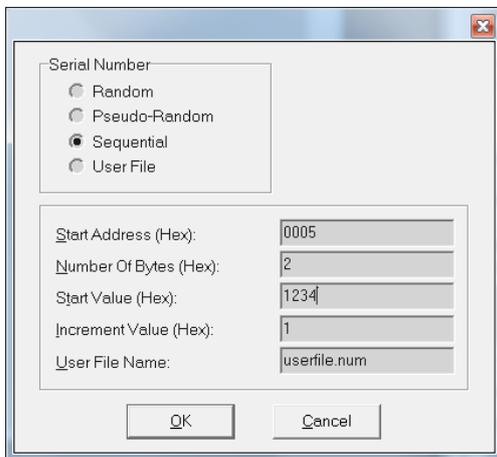 Serial Number
Random
Pseudo-Random
Sequential
User File
Start Address (Hex): 0005
Number Of Bytes (Hex): 2
Start Value (Hex): 1234
Increment Value (Hex): 1
User File Name: userfile.num
OK Cancel